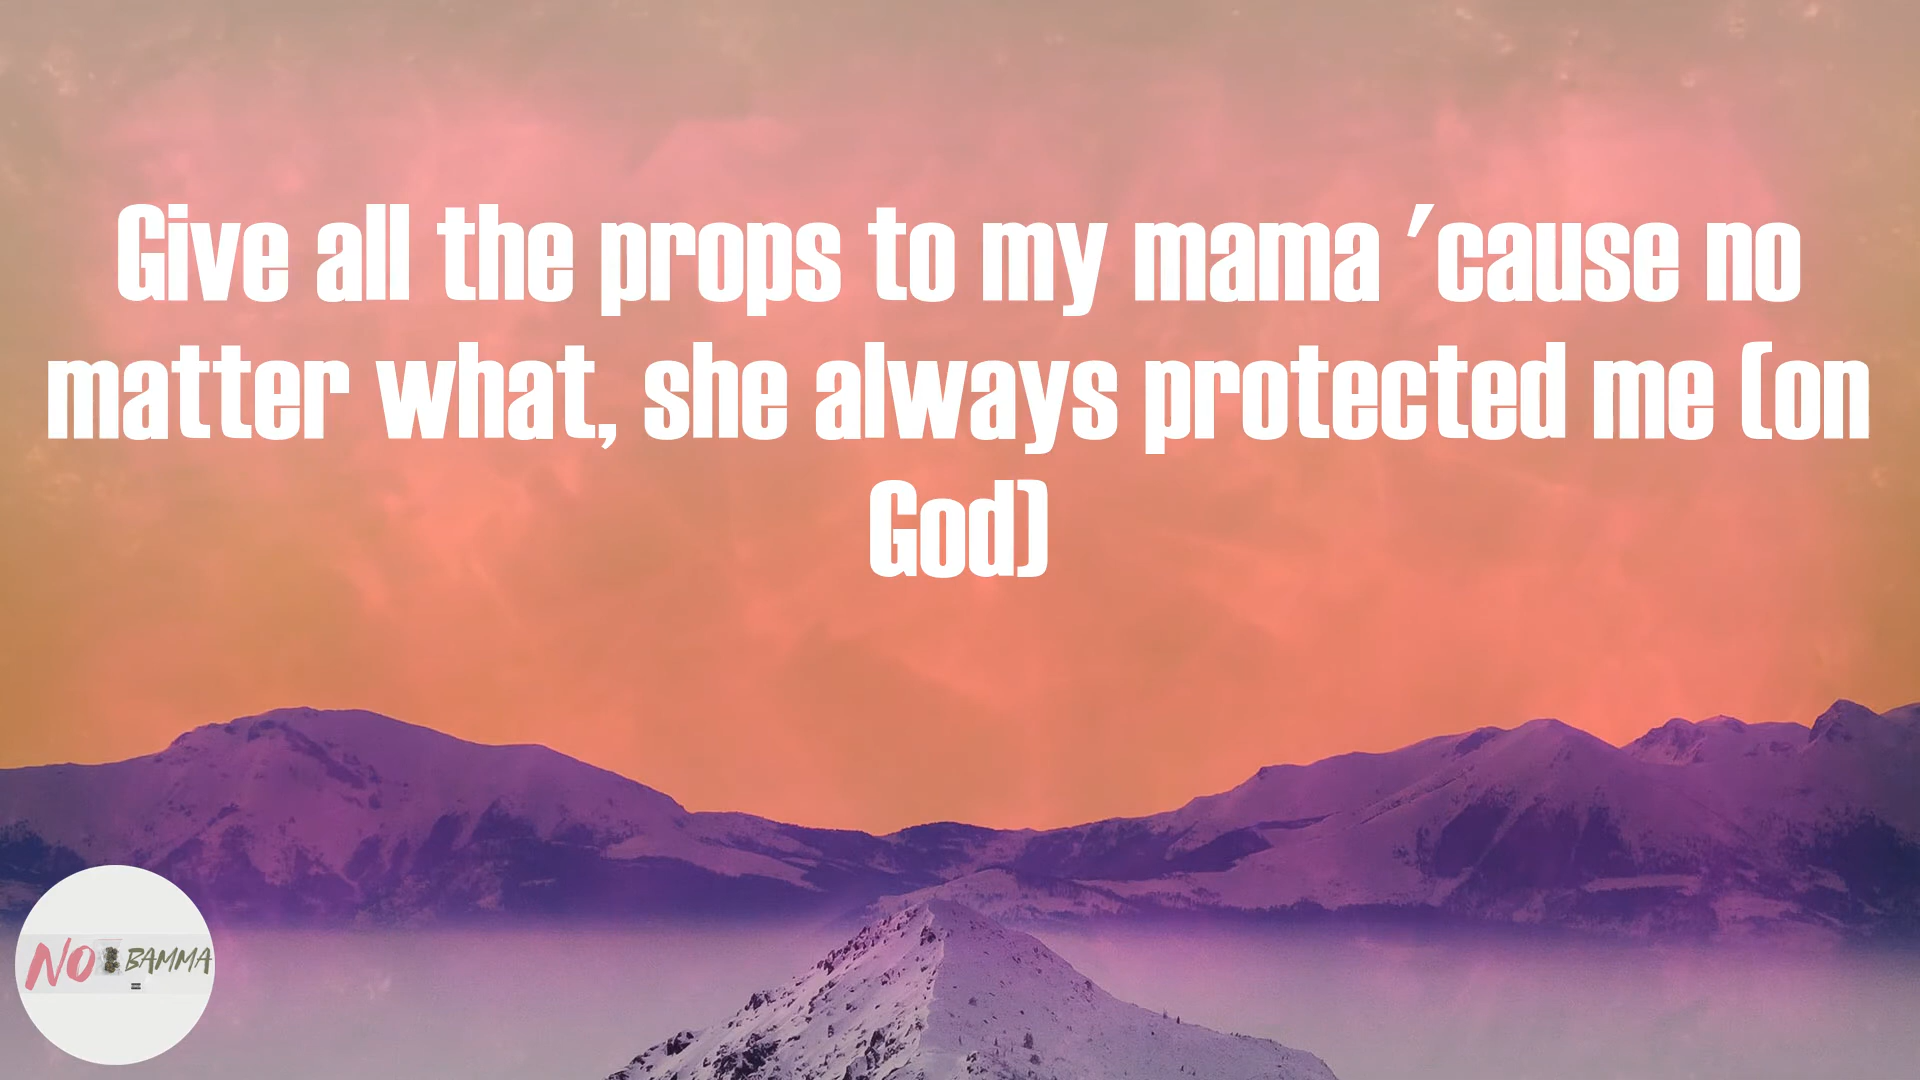 Give all the props to my mama 'cause no
matter what, she always protected me (on
God)
NO BAMMA